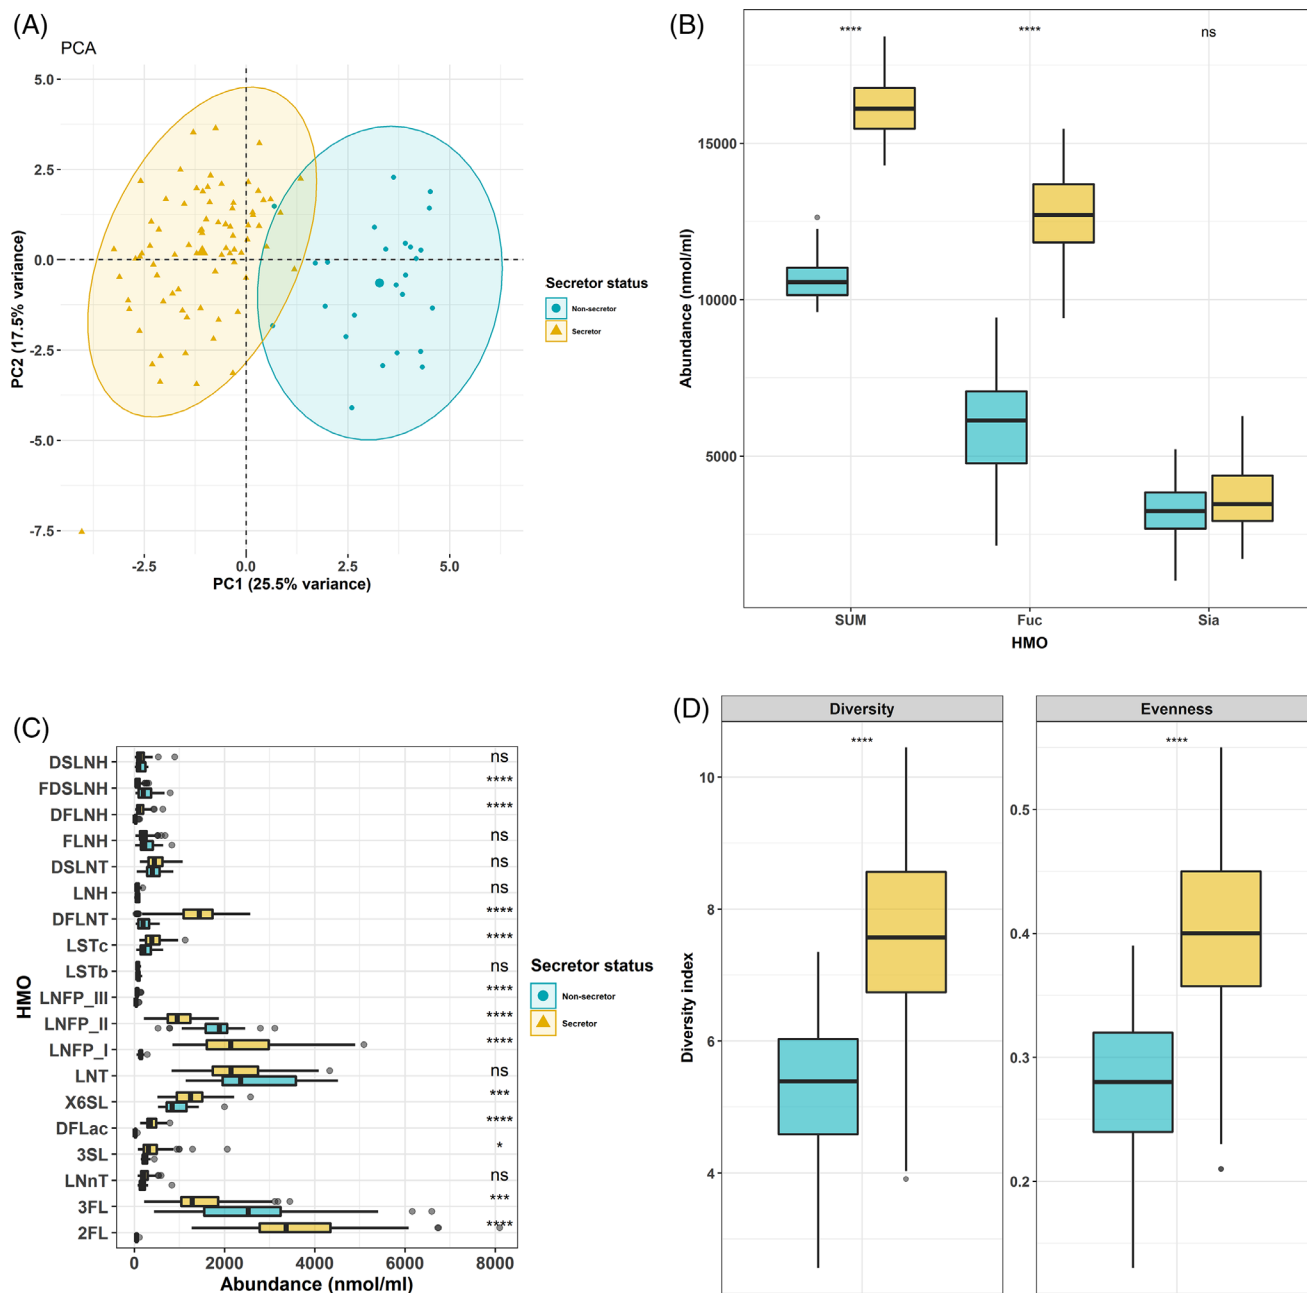 (A)
PCA
5.0
2.5
0.0
-2.5
-5.0
-7.5
-2.5
0.0
2.5
5.0
PC2 (17.5% variance)
PC1 (25.5% variance)
Secretor status
Non-secretor
Secretor
(B)
**** **** ns
15000
10000
5000
Abundance (nmol/ml)
SUM Fuc Sia
HMO
(C)
DSLNH ns
FDSLNH ****
DFLNH ****
FLNH ns
DSLNT ns
LNH ns
DFLNT ****
LSTc ****
LSTb ns
LNFP_III ****
LNFP_II ****
LNFP_I ****
LNT ns
X6SL ***
DFLac ****
3SL *
LNnT ns
3FL ***
2FL ****
HMO
0 2000 4000 6000 8000
Abundance (nmol/ml)
Secretor status
Non-secretor
Secretor
(D)
Diversity
****
10
8
6
4
Diversity index
Evenness
****
0.5
0.4
0.3
0.2